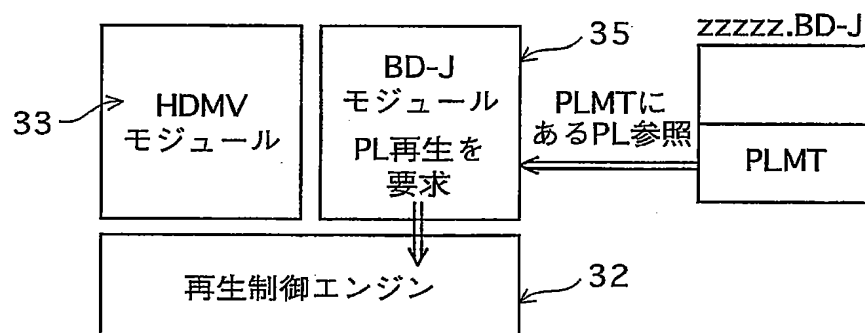 33
HDMV
モジュール
BD-J
モジュール
PL再生を
要求
35
PLMTに
あるPL参照
zzzzz.BD-J
PLMT
再生制御エンジン
32